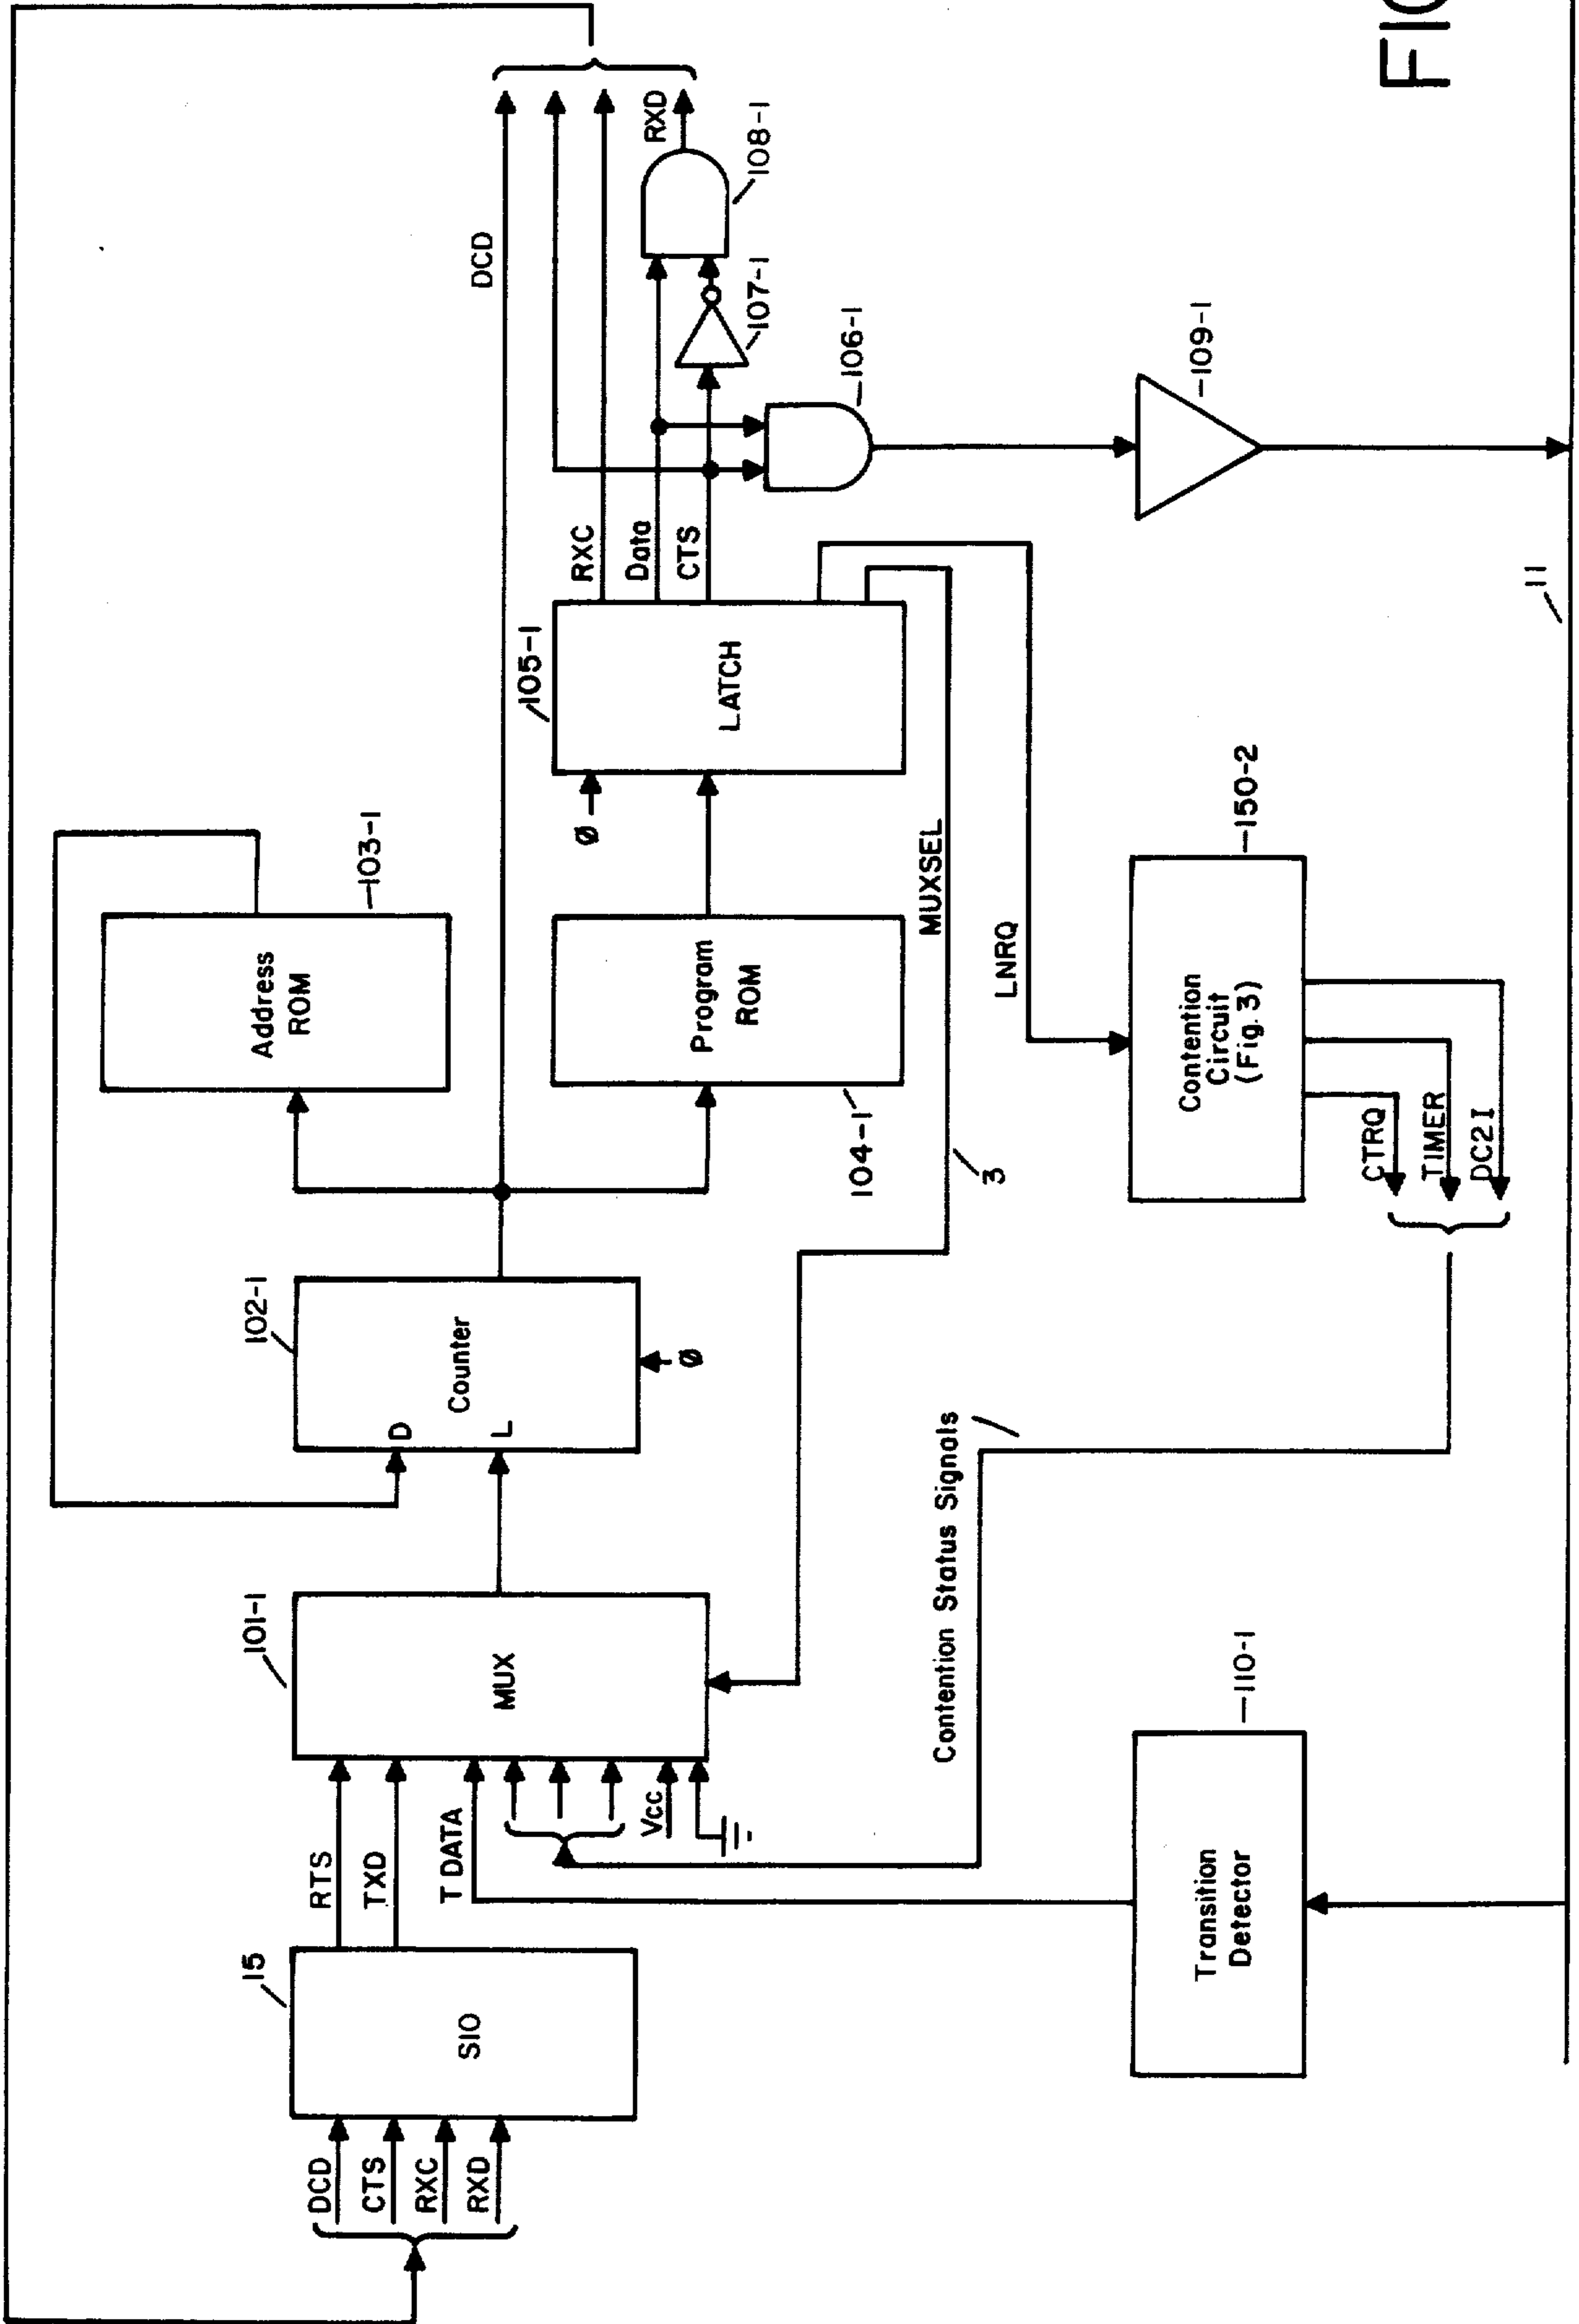 DCD
CTS
RXC
RXD
15
SIO
RTS
TXD
T DATA
Vcc
101-1
MUX
102-1
D
L
Counter
Ø
Address
ROM
103-1
Program
ROM
104-1
105-1
Ø
LATCH
DCD
RXC
Data
CTS
RXD
108-1
107-1
106-1
109-1
MUXSEL
3
LNRQ
Contention
Circuit
(Fig. 3)
150-2
CTRQ
TIMER
DC2I
Contention Status Signals
Transition
Detector
110-1
11